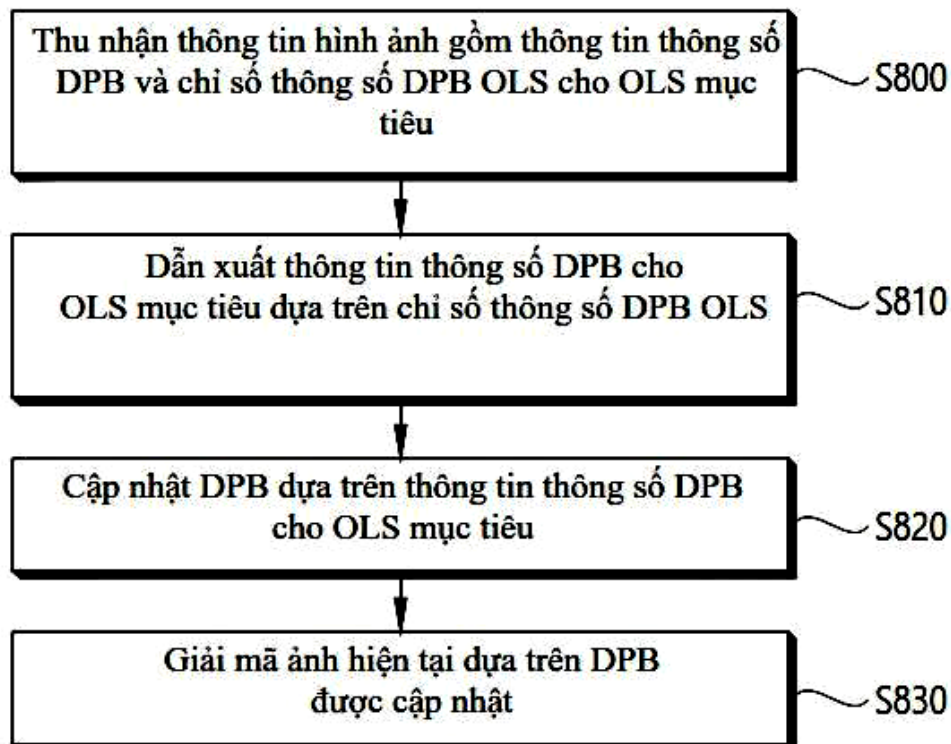 Thu nhận thông tin hình ảnh gồm thông tin thông số
DPB và chỉ số thông số DPB OLS cho OLS mục
tiêu
S800
Dẫn xuất thông tin thông số DPB cho
OLS mục tiêu dựa trên chỉ số thông số DPB OLS
S810
Cập nhật DPB dựa trên thông tin thông số DPB
cho OLS mục tiêu
S820
Giải mã ảnh hiện tại dựa trên DPB
được cập nhật
S830